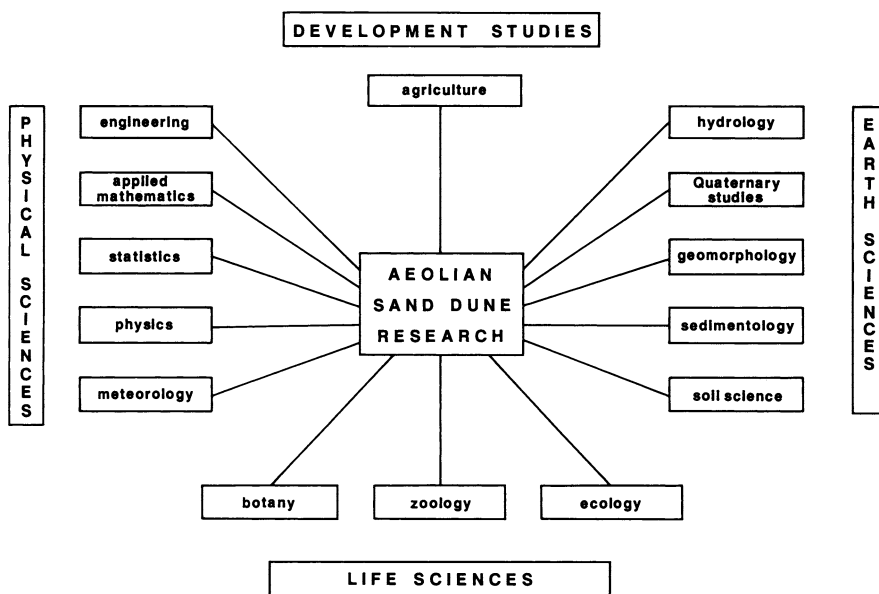 DEVELOPMENT STUDIES
agriculture
PHYSICAL SCIENCES
engineering
applied
mathematics
statistics
physics
meteorology
AEOLIAN
SAND DUNE
RESEARCH
hydrology
Quaternary
studies
geomorphology
sedimentology
soil science
EARTH SCIENCES
botany
zoology
ecology
LIFE SCIENCES